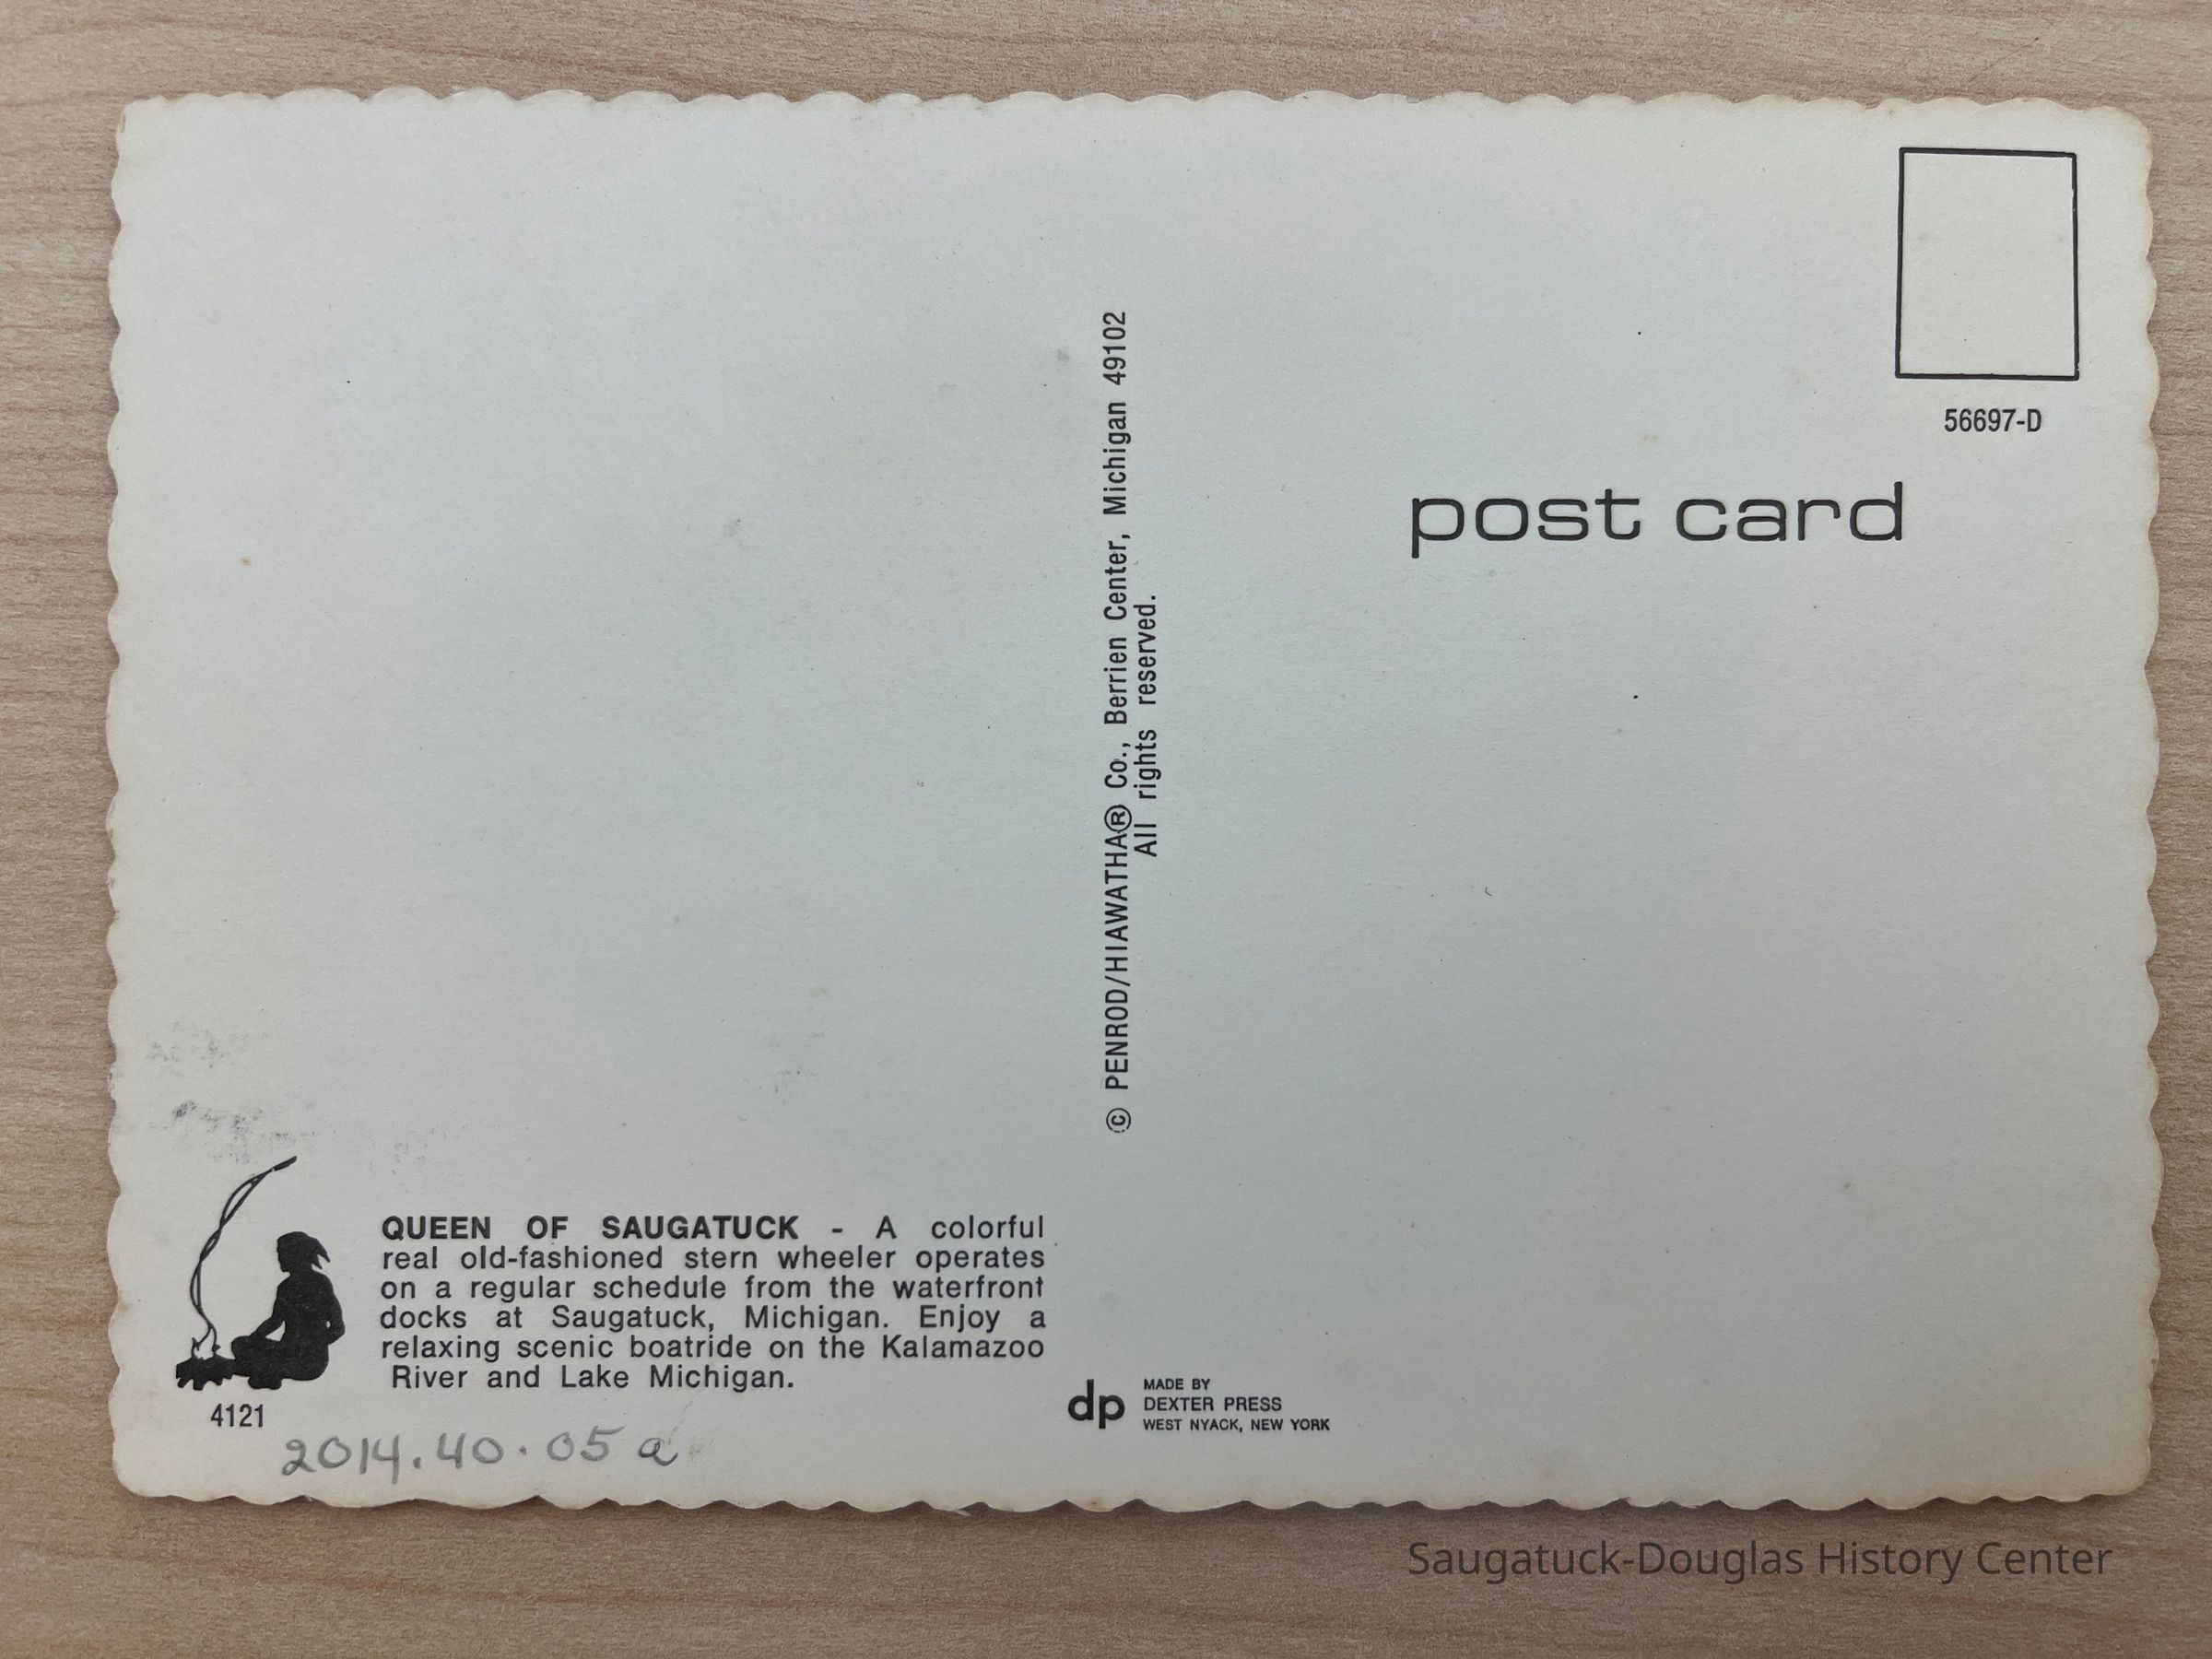 56697-D
post card
© PENROD/HIAWATHA® Co., Berrien Center, Michigan 49102
All rights reserved.
QUEEN OF SAUGATUCK - A colorful
real old-fashioned stern wheeler operates
on a regular schedule from the waterfront
docks at Saugatuck, Michigan. Enjoy a
relaxing scenic boatride on the Kalamazoo
River and Lake Michigan.
4121
2014.40.05 a
dp
MADE BY
DEXTER PRESS
WEST NYACK, NEW YORK
Saugatuck-Douglas History Center